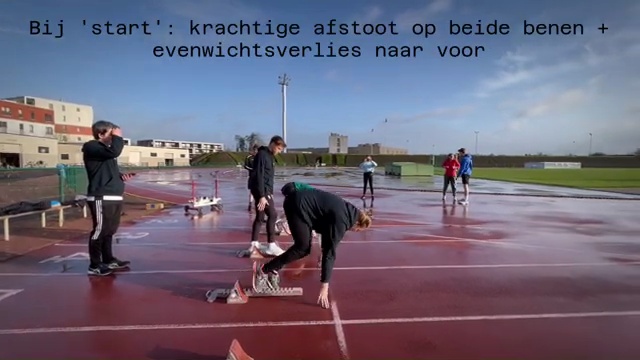 Bij 'start': krachtige afstoot op beide benen +
evenwichtsverlies naar voor